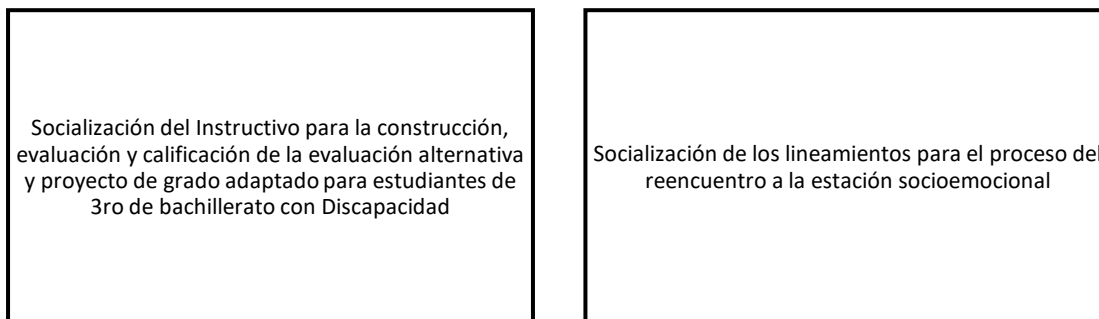 Socialización del Instructivo para la construcción,
evaluación y calificación de la evaluación alternativa
y proyecto de grado adaptado para estudiantes de
3ro de bachillerato con Discapacidad
Socialización de los lineamientos para el proceso del
reencuentro a la estación socioemocional